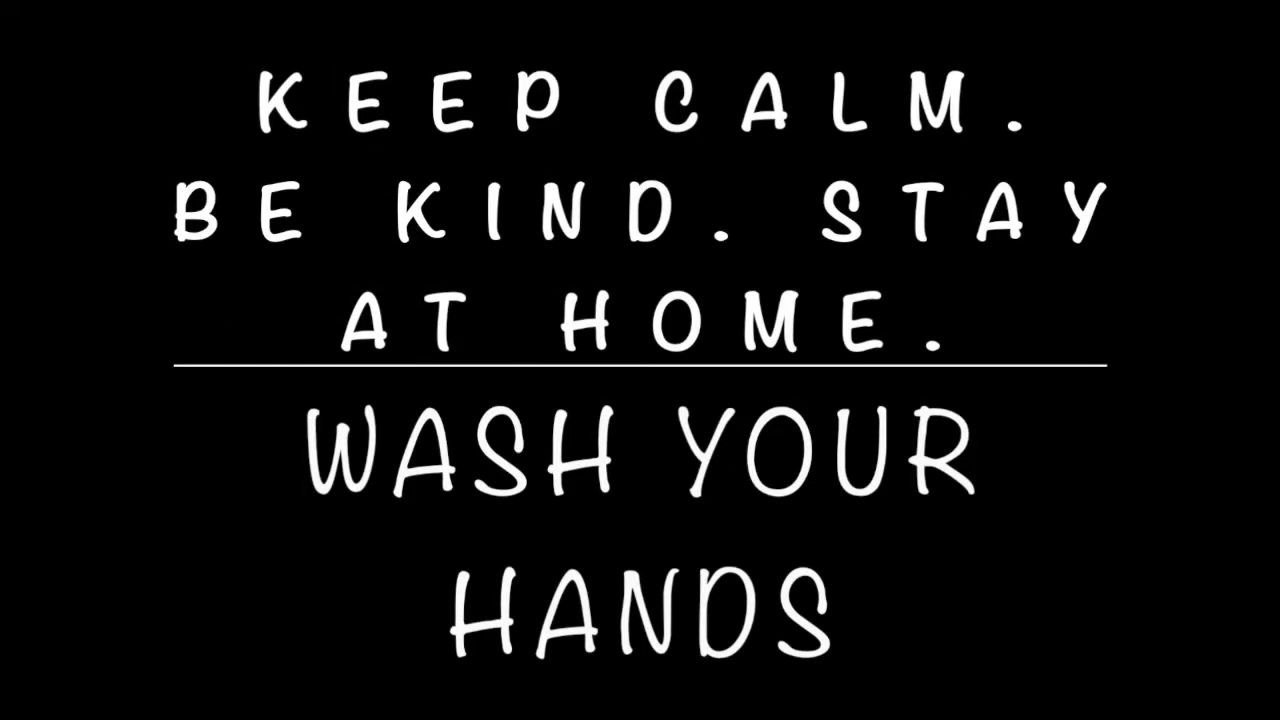 KEEP CALM.
BE KIND. STAY
AT HOME.
WASH YOUR
HANDS